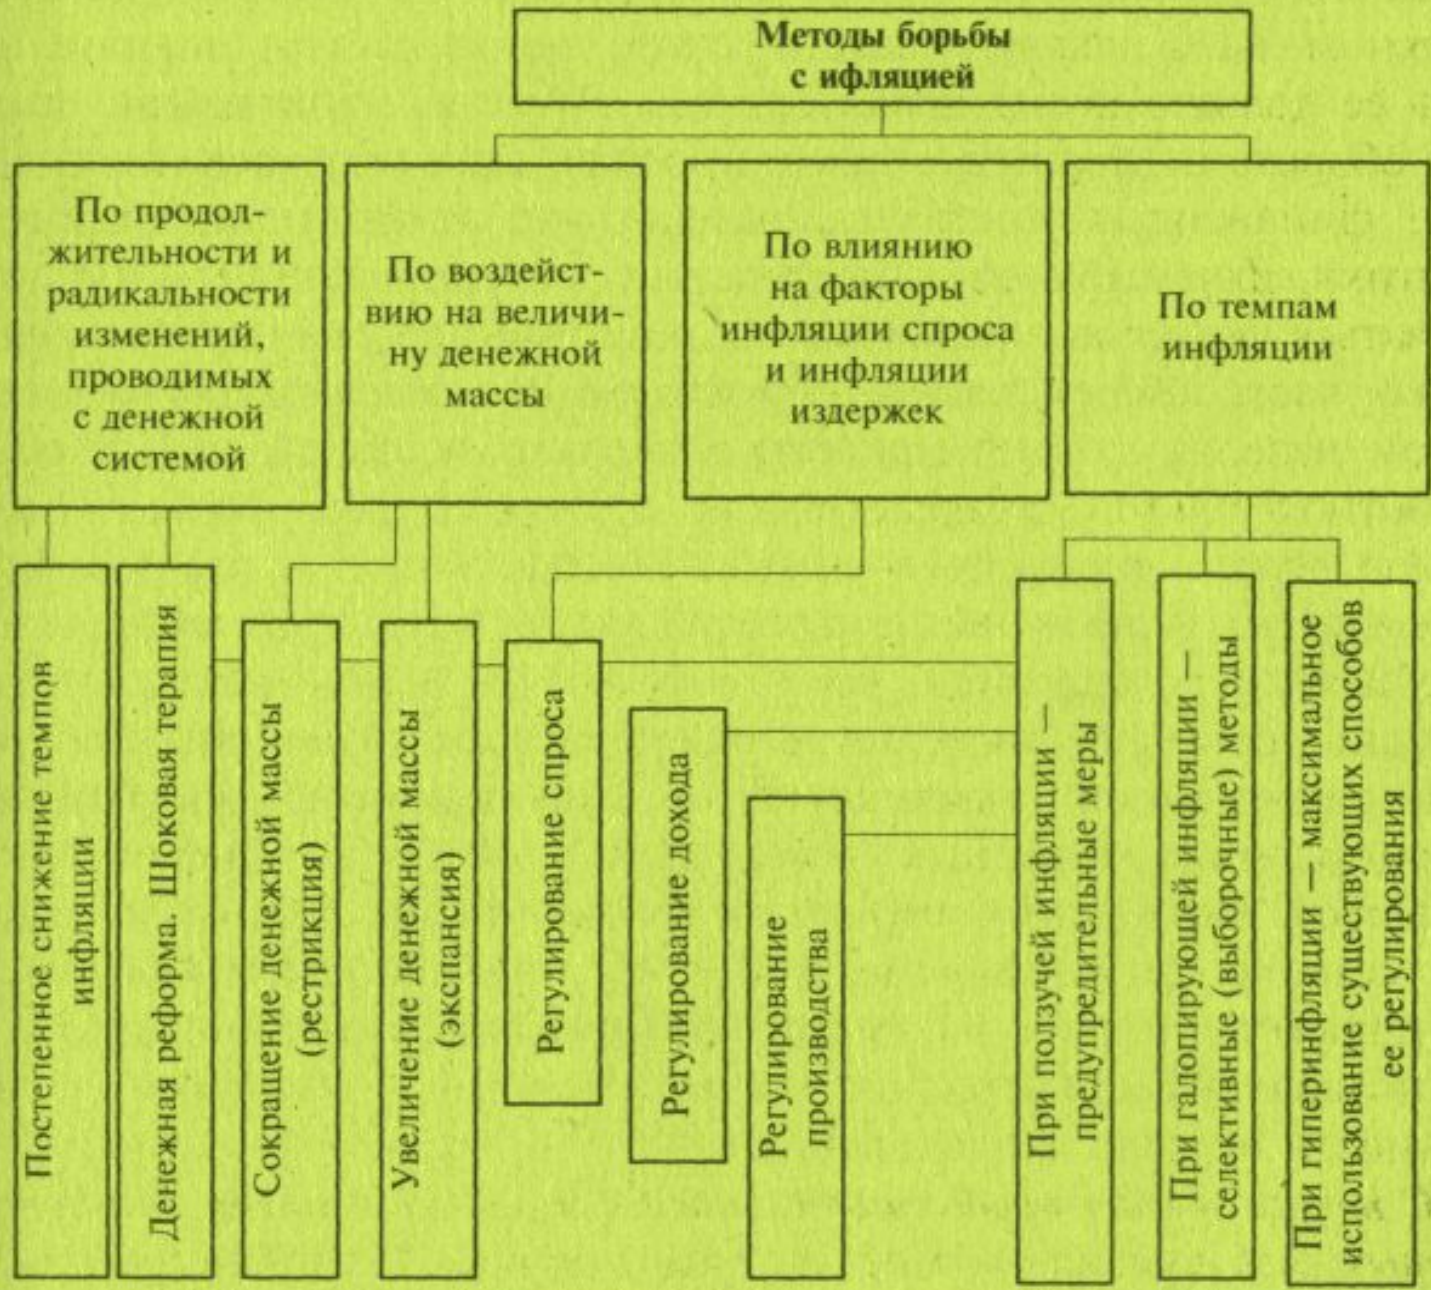 Методы борьбы
с ифляцией
По продол-
жительности и
радикальности
изменений,
проводимых
с денежной
системой
По воздейст-
вию на величи-
ну денежной
массы
По влиянию
на факторы
инфляции спроса
и инфляции
издержек
По темпам
инфляции
Постепенное снижение темпов
инфляции
Денежная реформа. Шоковая терапия
Сокращение денежной массы
(рестрикция)
Увеличение денежной массы
(экспансия)
Регулирование спроса
Регулирование дохода
Регулирование
производства
При ползучей инфляции —
предупредительные меры
При галопирующей инфляции —
селективные (выборочные) методы
При гиперинфляции — максимальное
использование существующих способов
ее регулирования